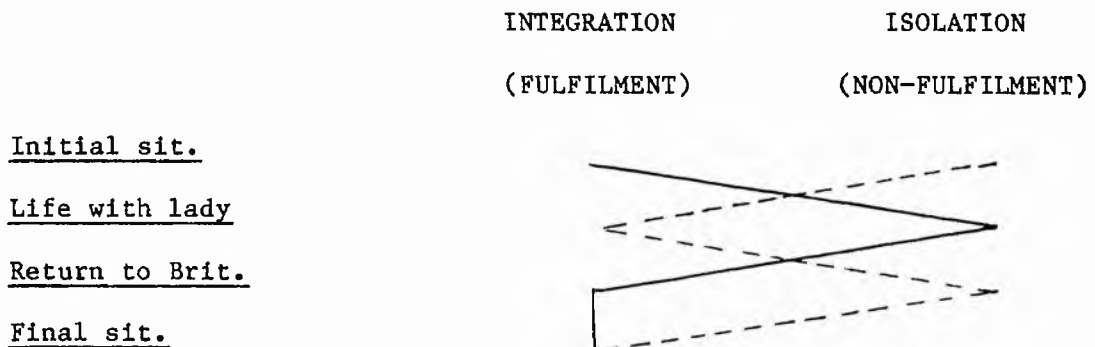 INTEGRATION ISOLATION
(FULFILMENT) (NON-FULFILMENT)
Initial sit.
Life with lady
Return to Brit.
Final sit.